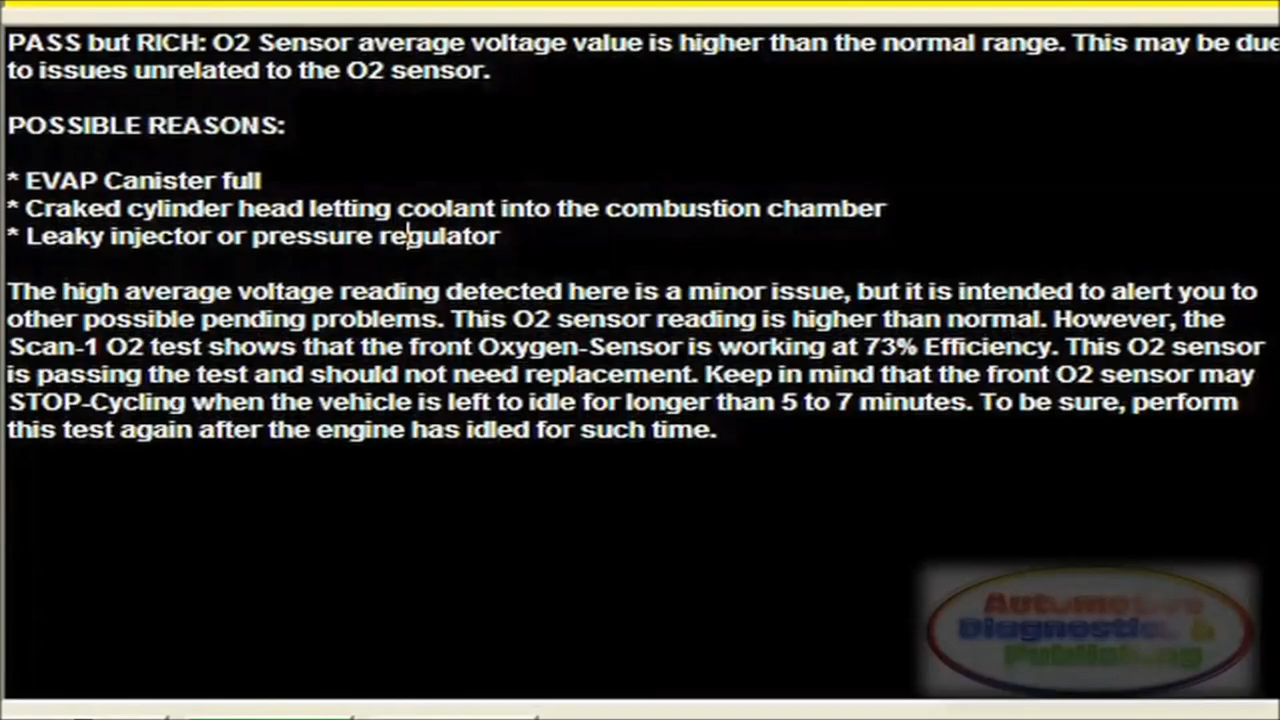 PASS but RICH: O2 Sensor average voltage value is higher than the normal range. This may be due
to issues unrelated to the O2 sensor.
POSSIBLE REASONS:
* EVAP Canister full
* Craked cylinder head letting coolant into the combustion chamber
* Leaky injector or pressure regulator
The high average voltage reading detected here is a minor issue, but it is intended to alert you to
other possible pending problems. This O2 sensor reading is higher than normal. However, the
Scan-1 O2 test shows that the front Oxygen-Sensor is working at 73% Efficiency. This O2 sensor
is passing the test and should not need replacement. Keep in mind that the front O2 sensor may
STOP-Cycling when the vehicle is left to idle for longer than 5 to 7 minutes. To be sure, perform
this test again after the engine has idled for such time.
Automotive
Diagnostic &
Publishing